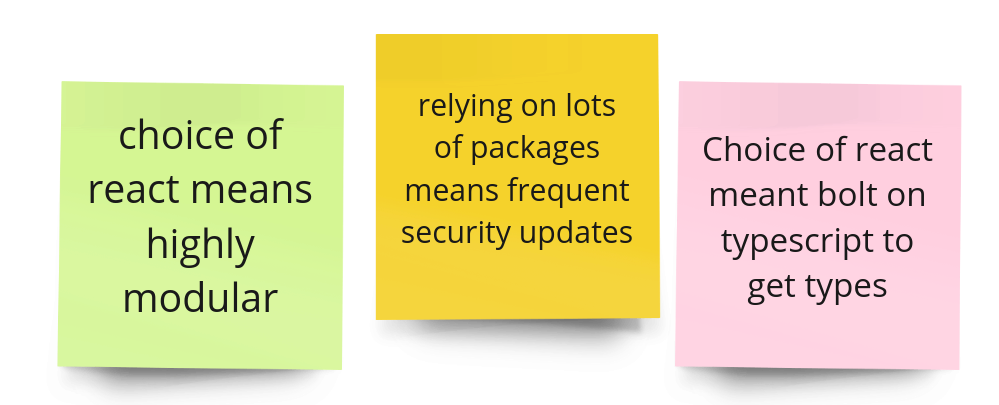 choice of
react means
highly
modular
relying on lots
of packages
means frequent
security updates
Choice of react
meant bolt on
typescript to
get types